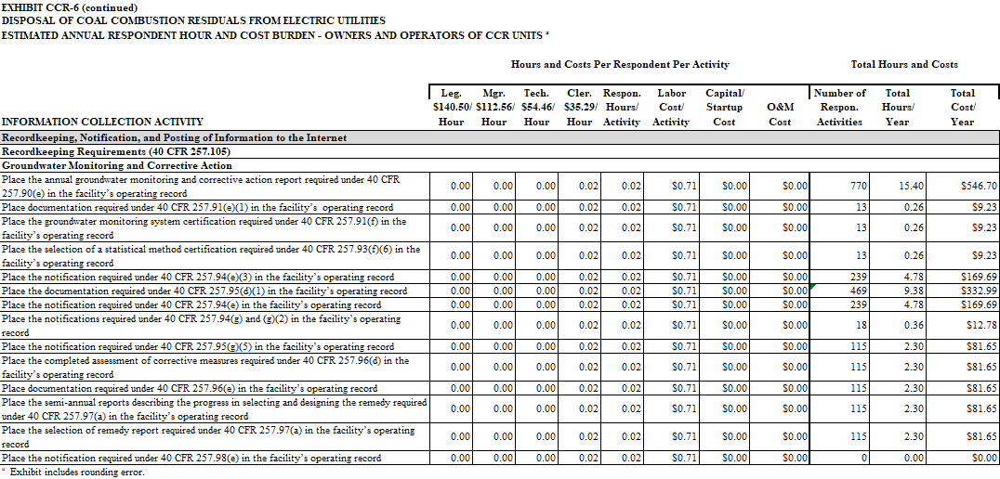 EXHIBIT CCR-6 (continued)
DISPOSAL OF COAL COMBUSTION RESIDUALS FROM ELECTRIC UTILITIES
ESTIMATED ANNUAL RESPONDENT HOUR AND COST BURDEN - OWNERS AND OPERATORS OF CCR UNITS ª
Hours and Costs Per Respondent Per Activity Total Hours and Costs
Leg. Mgr. Tech. Cler. Respon. Labor Capital/ Number of Total Total
$140.50/ $112.56/ $54.46/ $35.29/ Hours/ Cost/ Startup O&M Respon. Hours/ Cost/
INFORMATION COLLECTION ACTIVITY Hour Hour Hour Hour Activity Activity Cost Cost Activities Year Year
Recordkeeping, Notification, and Posting of Information to the Internet
Recordkeeping Requirements (40 CFR 257.105)
Groundwater Monitoring and Corrective Action
Place the annual groundwater monitoring and corrective action report required under 40 CFR
257.90(e) in the facility's operating record 0.00 0.00 0.00 0.02 0.02 $0.71 $0.00 $0.00 770 15.40 $546.70
Place documentation required under 40 CFR 257.91(e)(1) in the facility's operating record 0.00 0.00 0.00 0.02 0.02 $0.71 $0.00 $0.00 13 0.26 $9.23
Place the groundwater monitoring system certification required under 40 CFR 257.91(f) in the
facility's operating record 0.00 0.00 0.00 0.02 0.02 $0.71 $0.00 $0.00 13 0.26 $9.23
Place the selection of a statistical method certification required under 40 CFR 257.93(f)(6) in the
facility's operating record 0.00 0.00 0.00 0.02 0.02 $0.71 $0.00 $0.00 13 0.26 $9.23
Place the notification required under 40 CFR 257.94(e)(3) in the facility's operating record 0.00 0.00 0.00 0.02 0.02 $0.71 $0.00 $0.00 239 4.78 $169.69
Place the documentation required under 40 CFR 257.95(d)(1) in the facility's operating record 0.00 0.00 0.00 0.02 0.02 $0.71 $0.00 $0.00 469 9.38 $332.99
Place the notification required under 40 CFR 257.94(e) in the facility's operating record 0.00 0.00 0.00 0.02 0.02 $0.71 $0.00 $0.00 239 4.78 $169.69
Place the notifications required under 40 CFR 257.94(g) and (g)(2) in the facility's operating
record 0.00 0.00 0.00 0.02 0.02 $0.71 $0.00 $0.00 18 0.36 $12.78
Place the notification required under 40 CFR 257.95(g)(5) in the facility's operating record 0.00 0.00 0.00 0.02 0.02 $0.71 $0.00 $0.00 115 2.30 $81.65
Place the completed assessment of corrective measures required under 40 CFR 257.96(d) in the
facility's operating record 0.00 0.00 0.00 0.02 0.02 $0.71 $0.00 $0.00 115 2.30 $81.65
Place documentation required under 40 CFR 257.96(e) in the facility's operating record 0.00 0.00 0.00 0.02 0.02 $0.71 $0.00 $0.00 115 2.30 $81.65
Place the semi-annual reports describing the progress in selecting and designing the remedy required
under 40 CFR 257.97(a) in the facility's operating record 0.00 0.00 0.00 0.02 0.02 $0.71 $0.00 $0.00 115 2.30 $81.65
Place the selection of remedy report required under 40 CFR 257.97(a) in the facility's operating
record 0.00 0.00 0.00 0.02 0.02 $0.71 $0.00 $0.00 115 2.30 $81.65
Place the notification required under 40 CFR 257.98(e) in the facility's operating record 0.00 0.00 0.00 0.02 0.02 $0.71 $0.00 $0.00 0 0.00 $0.00
ª Exhibit includes rounding error.